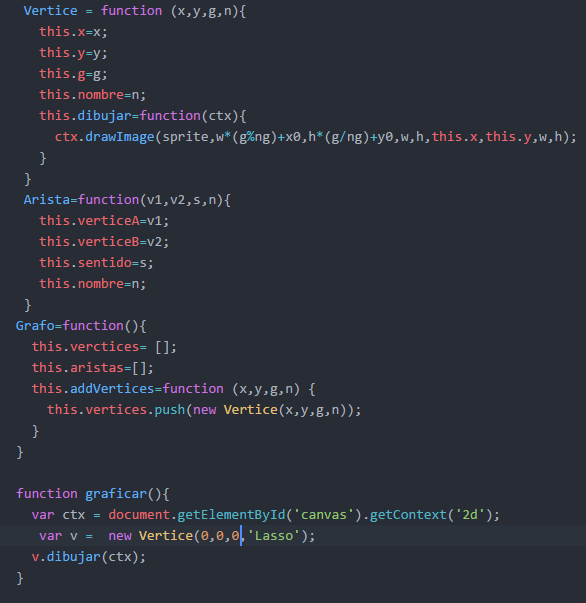 Vertice = function (x,y,g,n){
this.x=x;
this.y=y;
this.g=g;
this.nombre=n;
this.dibujar=function(ctx){
ctx.drawImage(sprite,w*(g%ng)+x0,h*(g/ng)+y0,w,h,this.x,this.y,w,h);
}
}
Arista=function(v1,v2,s,n){
this.verticeA=v1;
this.verticeB=v2;
this.sentido=s;
this.nombre=n;
}
Grafo=function(){
this.verctices= [];
this.aristas=[];
this.addVertices=function (x,y,g,n) {
this.vertices.push(new Vertice(x,y,g,n));
}
}
function graficar(){
var ctx = document.getElementById('canvas').getContext('2d');
var v =  new Vertice(0,0,0,'Lasso');
v.dibujar(ctx);
}